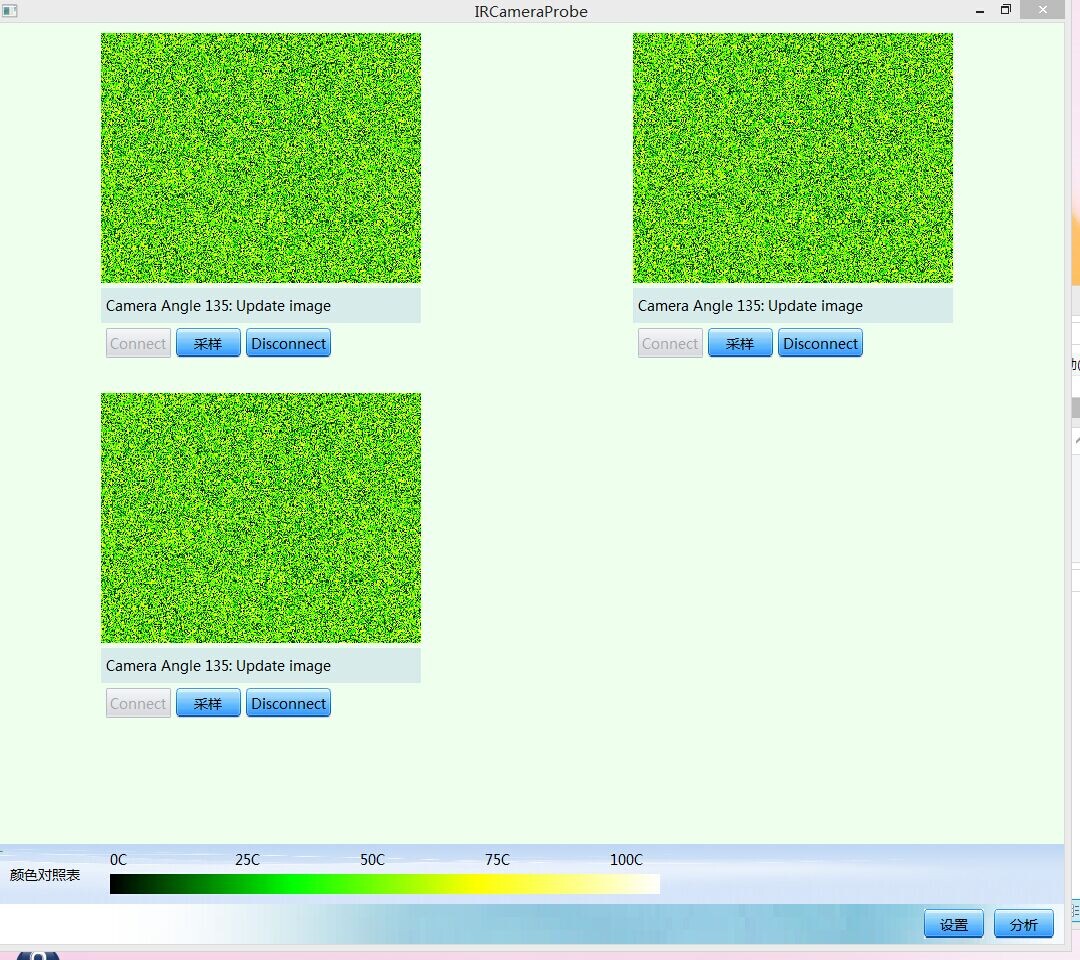 IRCameraProbe
Camera Angle 135: Update image
Connect 采样 Disconnect
Camera Angle 135: Update image
Connect 采样 Disconnect
Camera Angle 135: Update image
Connect 采样 Disconnect
0C 25C 50C 75C 100C
颜色对照表
设置 分析